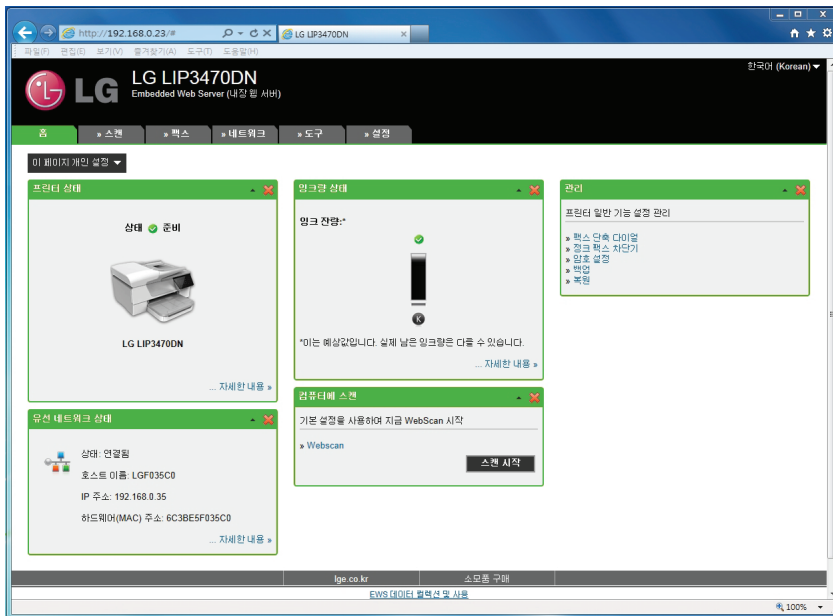 http://192.168.0.23/#
LG LIP3470DN
파일(F) 편집(E) 보기(V) 즐겨찾기(A) 도구(T) 도움말(H)
한국어 (Korean)
LG
LG LIP3470DN
Embedded Web Server (내장 웹 서버)
홈 » 스캔 » 팩스 » 네트워크 » 도구 » 설정
이 페이지 개인 설정
프린터 상태
상태 준비
LG LIP3470DN
... 자세한 내용 »
유선 네트워크 상태
상태: 연결됨
호스트 이름: LGF035C0
IP 주소: 192.168.0.35
하드웨어(MAC) 주소: 6C3BE5F035C0
... 자세한 내용 »
잉크량 상태
잉크 잔량:*
K
*이는 예상값입니다. 실제 남은 잉크량은 다를 수 있습니다.
... 자세한 내용 »
컴퓨터에 스캔
기본 설정을 사용하여 지금 WebScan 시작
» Webscan
스캔 시작
관리
프린터 일반 기능 설정 관리
» 팩스 단축 다이얼
» 정크 팩스 차단기
» 암호 설정
» 백업
» 복원
lge.co.kr 소모품 구매
EWS 데이터 컬렉션 및 사용
100%